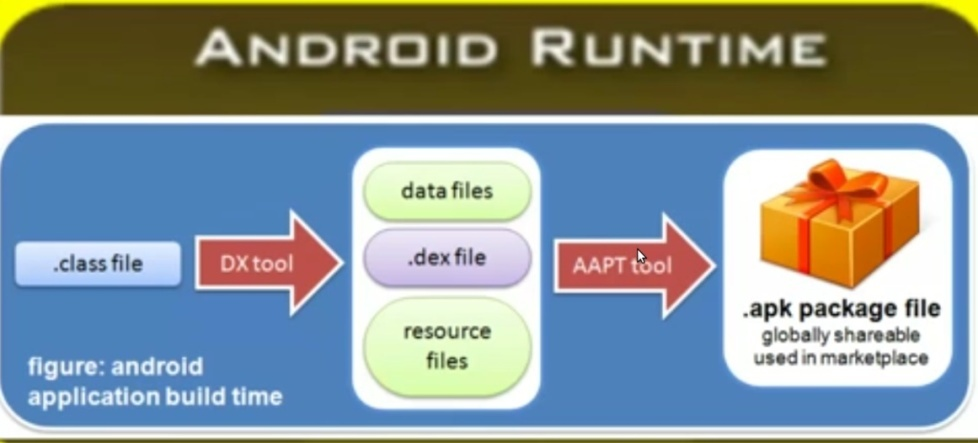 ANDROID RUNTIME
.class file
DX tool
data files
.dex file
resource
files
AAPT tool
.apk package file
globally shareable
used in marketplace
figure: android
application build time